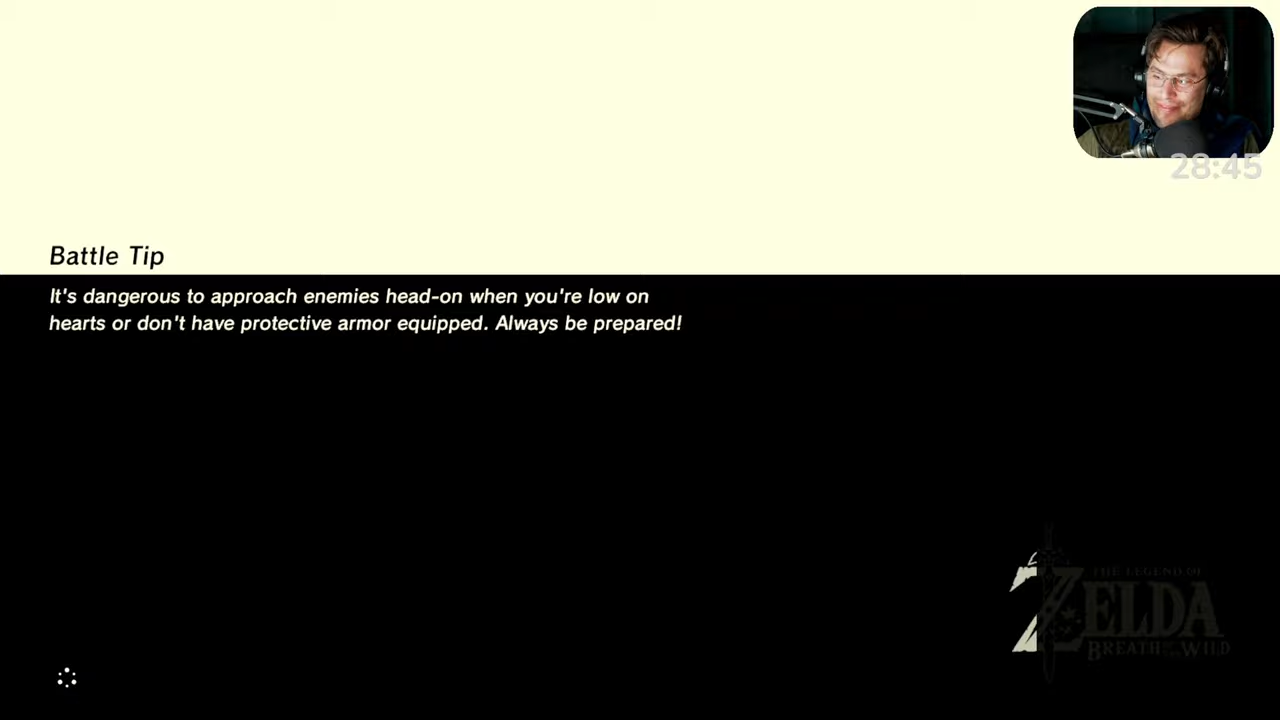 28:45
Battle Tip
It's dangerous to approach enemies head-on when you're low on
hearts or don't have protective armor equipped. Always be prepared!
THE LEGEND OF
ZELDA
BREATH OF THE WILD